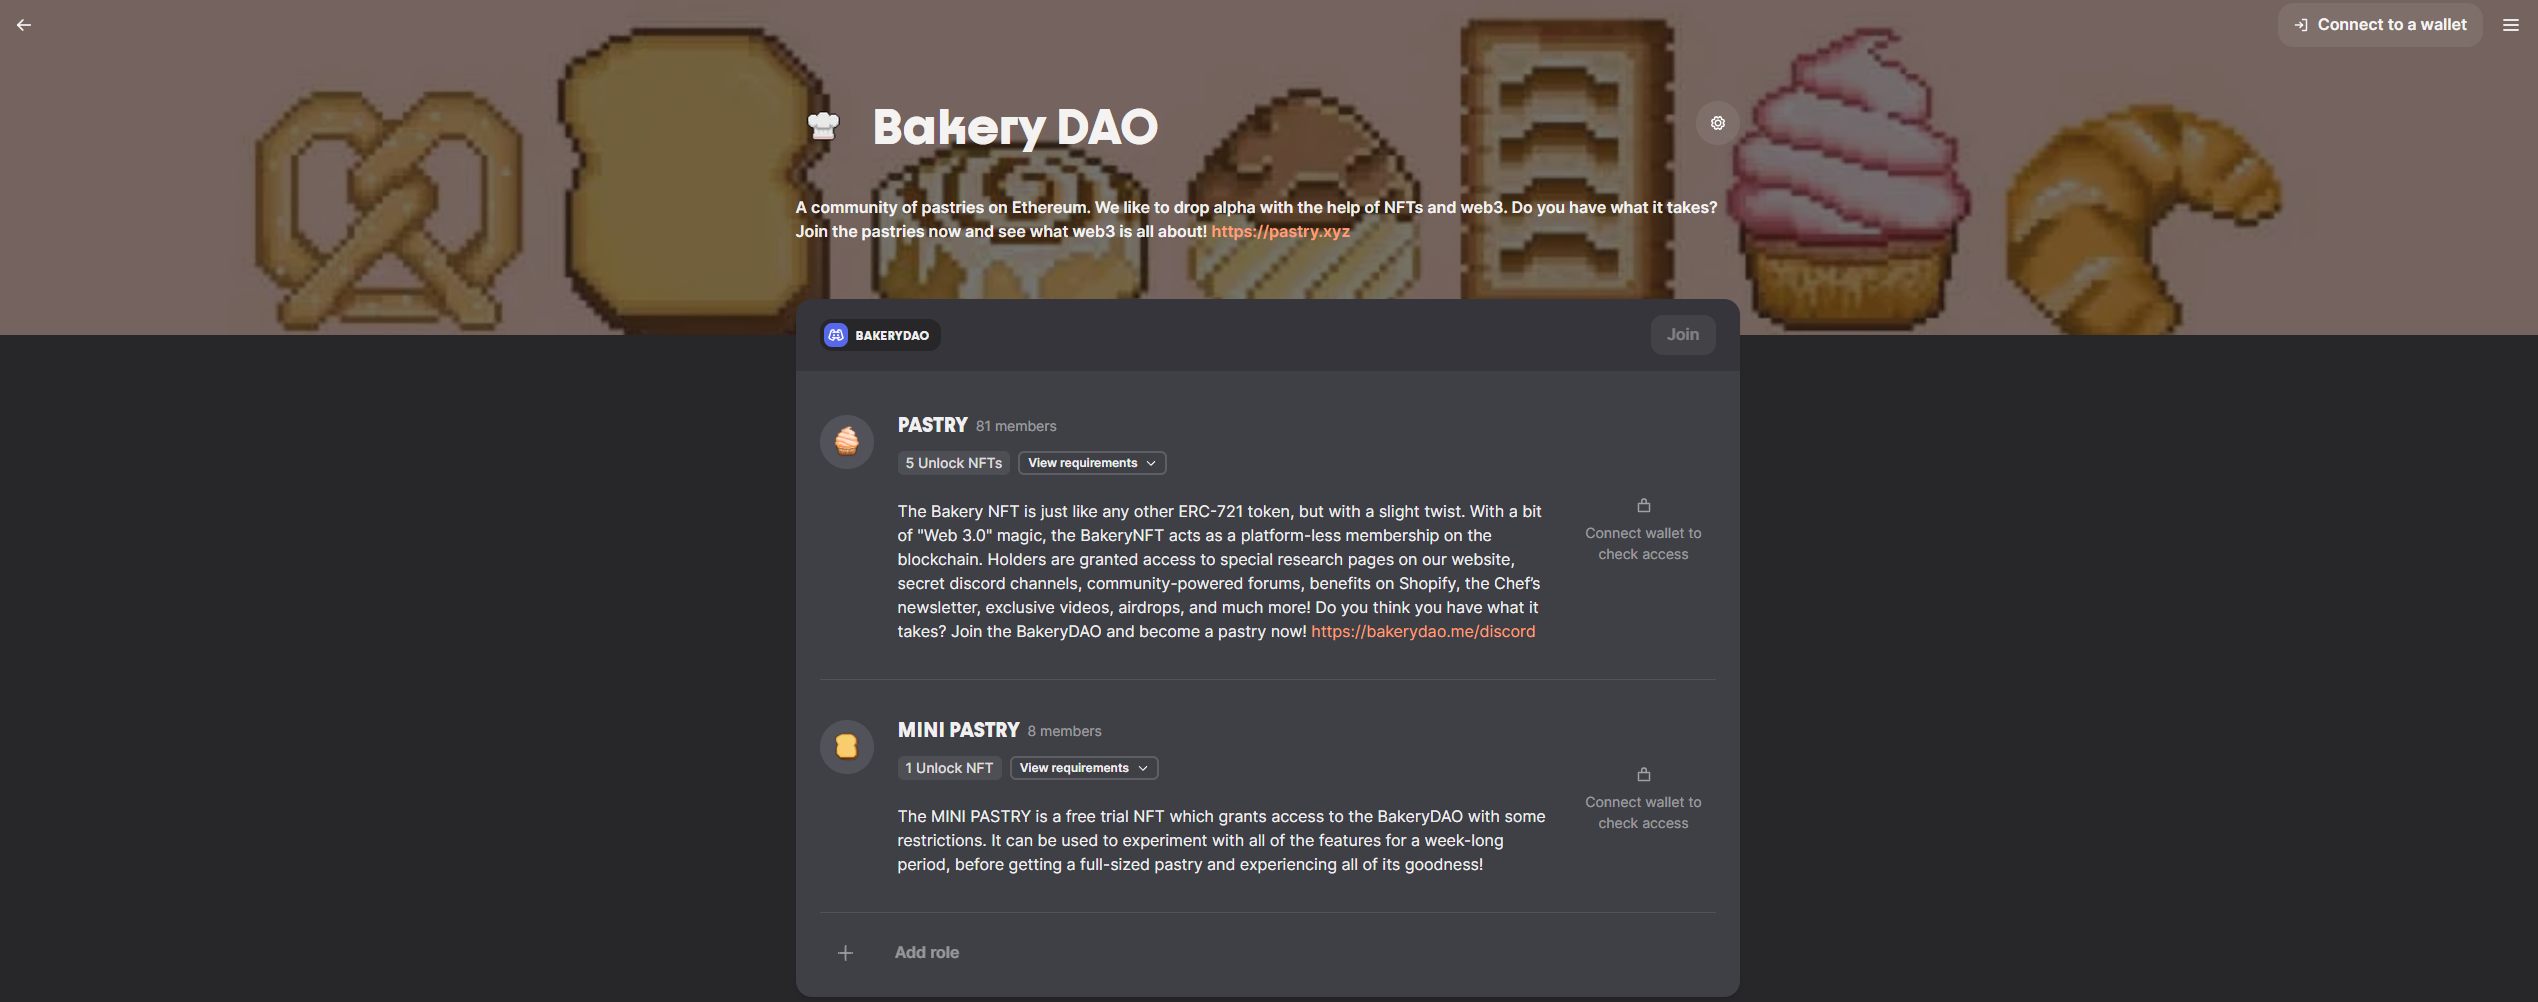 Connect to a wallet
Bakery DAO
A community of pastries on Ethereum. We like to drop alpha with the help of NFTs and web3. Do you have what it takes?
Join the pastries now and see what web3 is all about! https://pastry.xyz
BAKERYDAO
Join
PASTRY 81 members
5 Unlock NFTs View requirements
The Bakery NFT is just like any other ERC-721 token, but with a slight twist. With a bit
of "Web 3.0" magic, the BakeryNFT acts as a platform-less membership on the
blockchain. Holders are granted access to special research pages on our website,
secret discord channels, community-powered forums, benefits on Shopify, the Chef’s
newsletter, exclusive videos, airdrops, and much more! Do you think you have what it
takes? Join the BakeryDAO and become a pastry now! https://bakerydao.me/discord
Connect wallet to
check access
MINI PASTRY 8 members
1 Unlock NFT View requirements
The MINI PASTRY is a free trial NFT which grants access to the BakeryDAO with some
restrictions. It can be used to experiment with all of the features for a week-long
period, before getting a full-sized pastry and experiencing all of its goodness!
Connect wallet to
check access
Add role